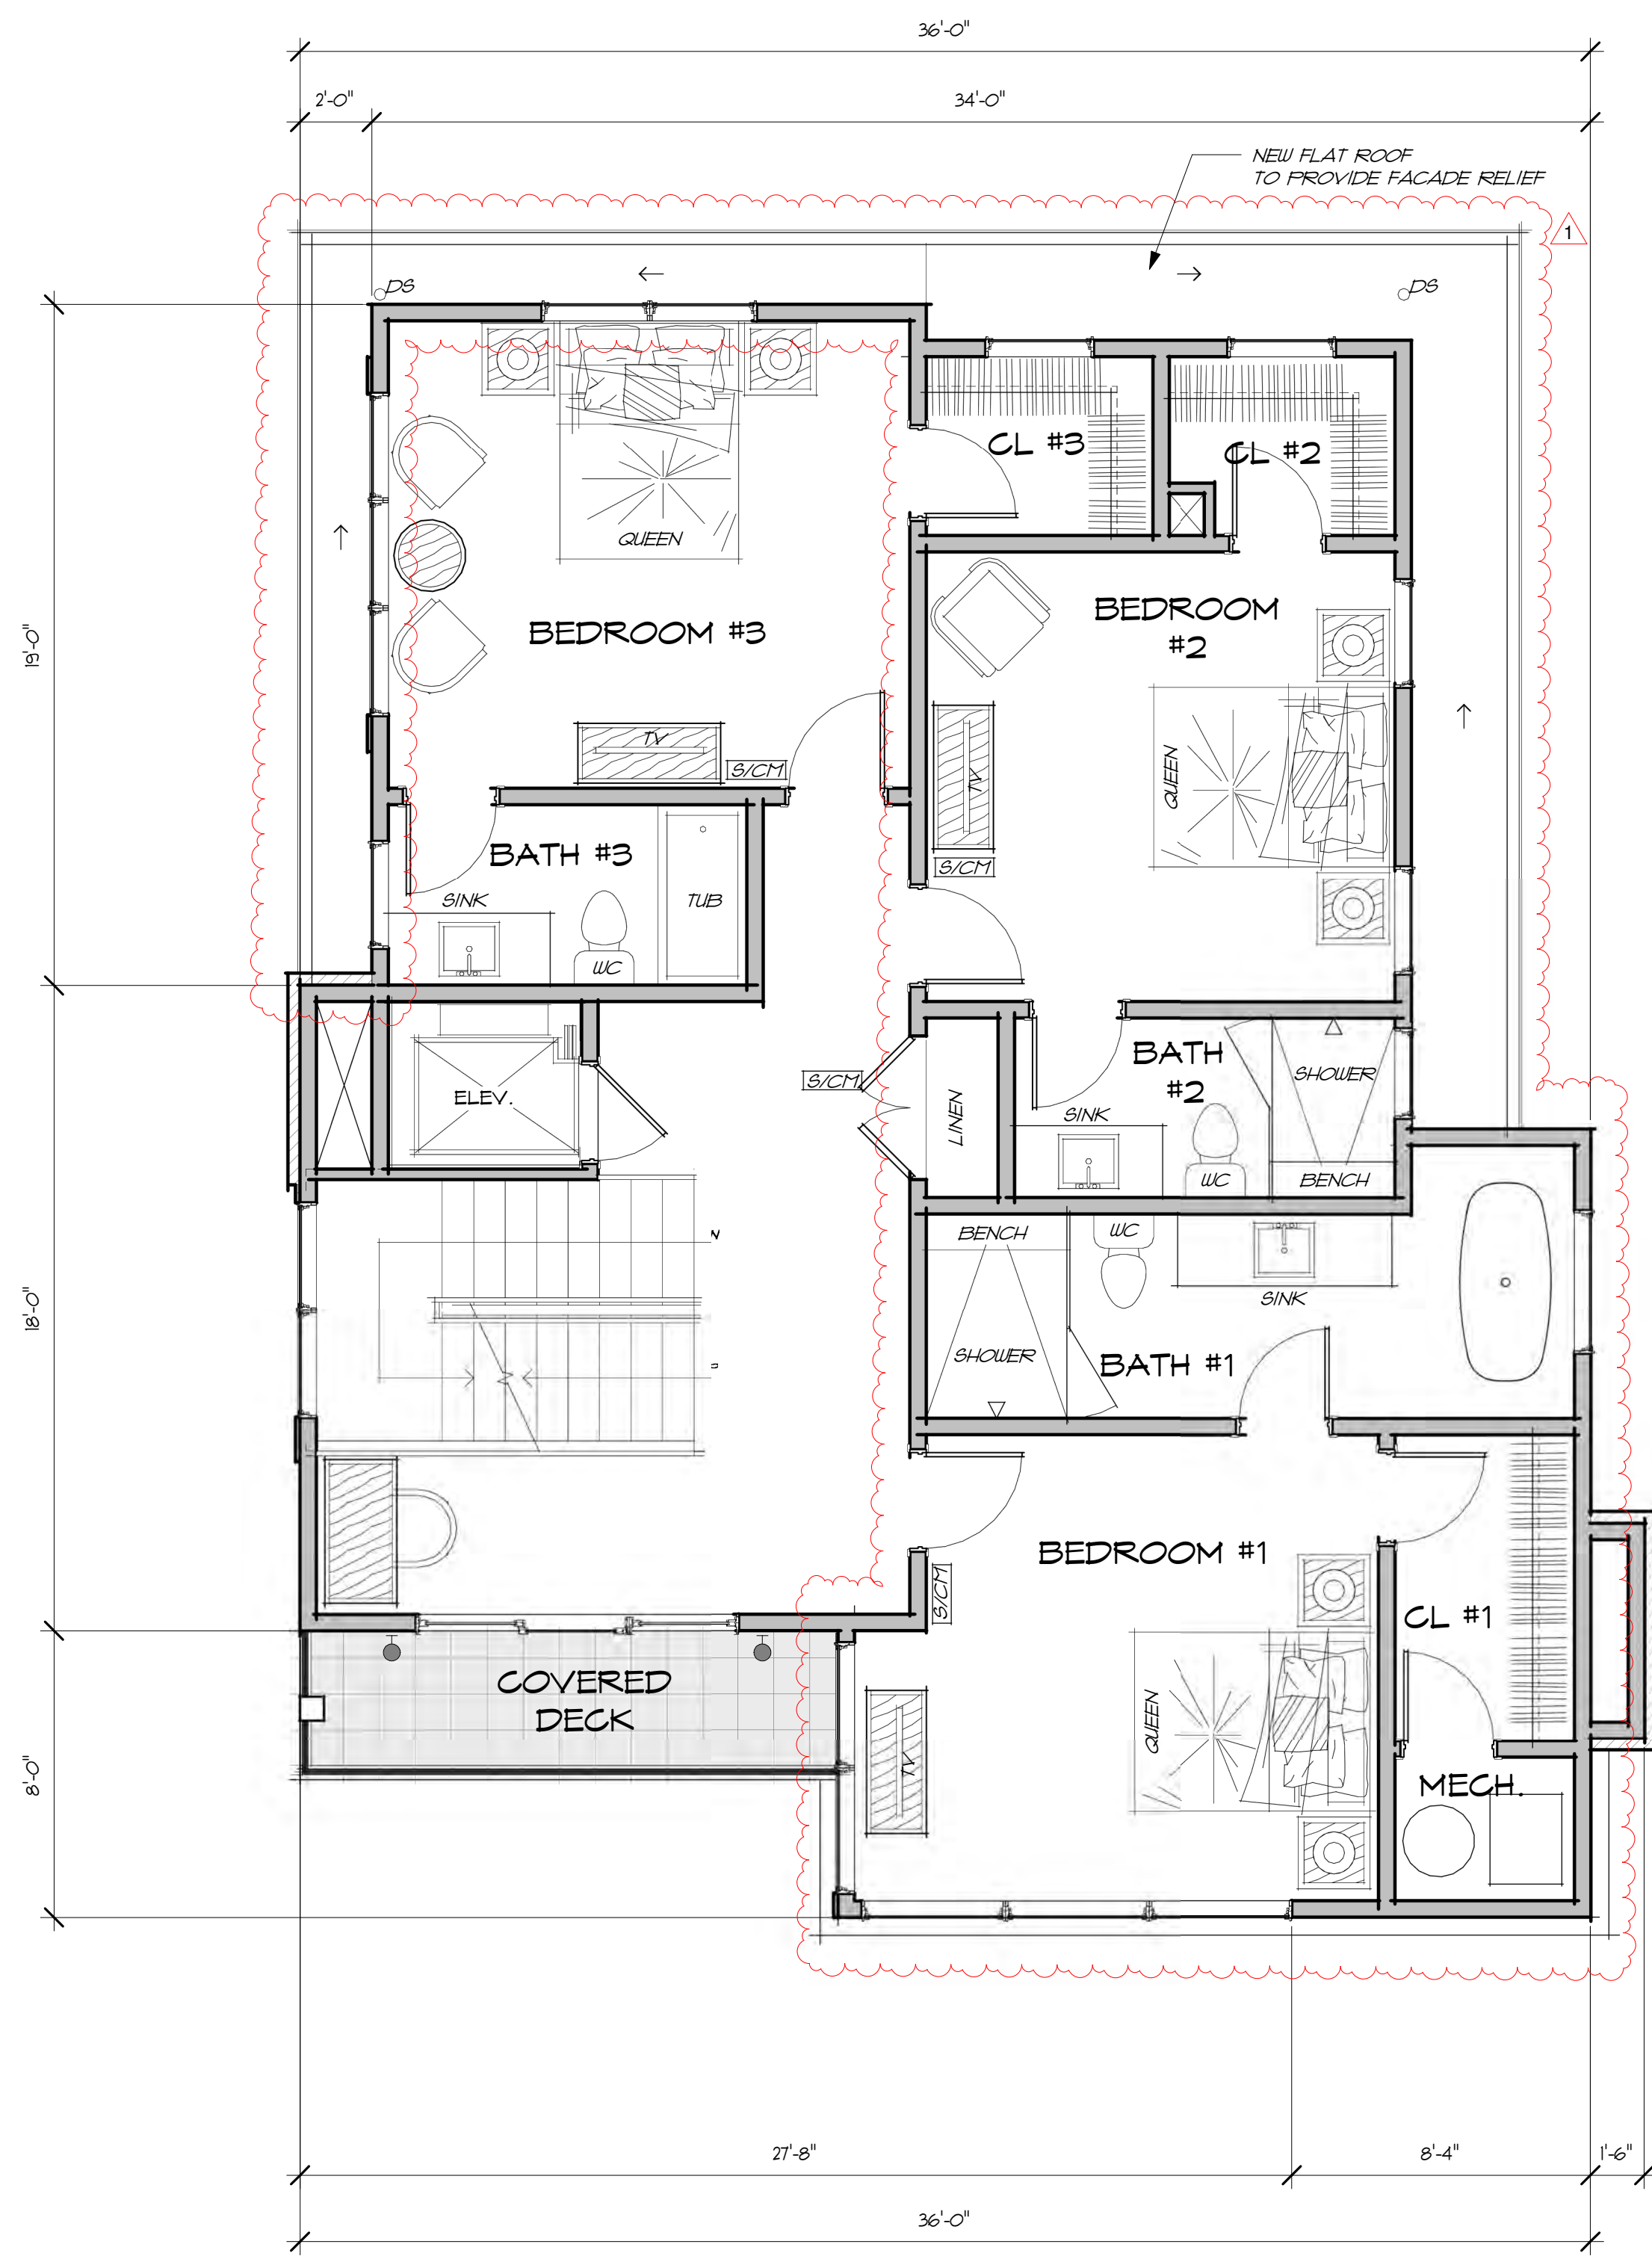 36'-0"
2'-0"
34'-0"
NEW FLAT ROOF
TO PROVIDE FACADE RELIEF
1
DS
DS
CL #3
CL #2
QUEEN
19'-0"
BEDROOM #3
BEDROOM
#2
TV
S/CM
QUEEN
TV
BATH #3
S/CM
SINK
TUB
WC
ELEV.
S/CM
LINEN
BATH
#2
SHOWER
SINK
WC
BENCH
BENCH
WC
SINK
18'-0"
SHOWER
BATH #1
BEDROOM #1
S/CM
CL #1
COVERED
DECK
QUEEN
TV
8'-0"
MECH.
27'-8"
8'-4"
1'-6"
36'-0"